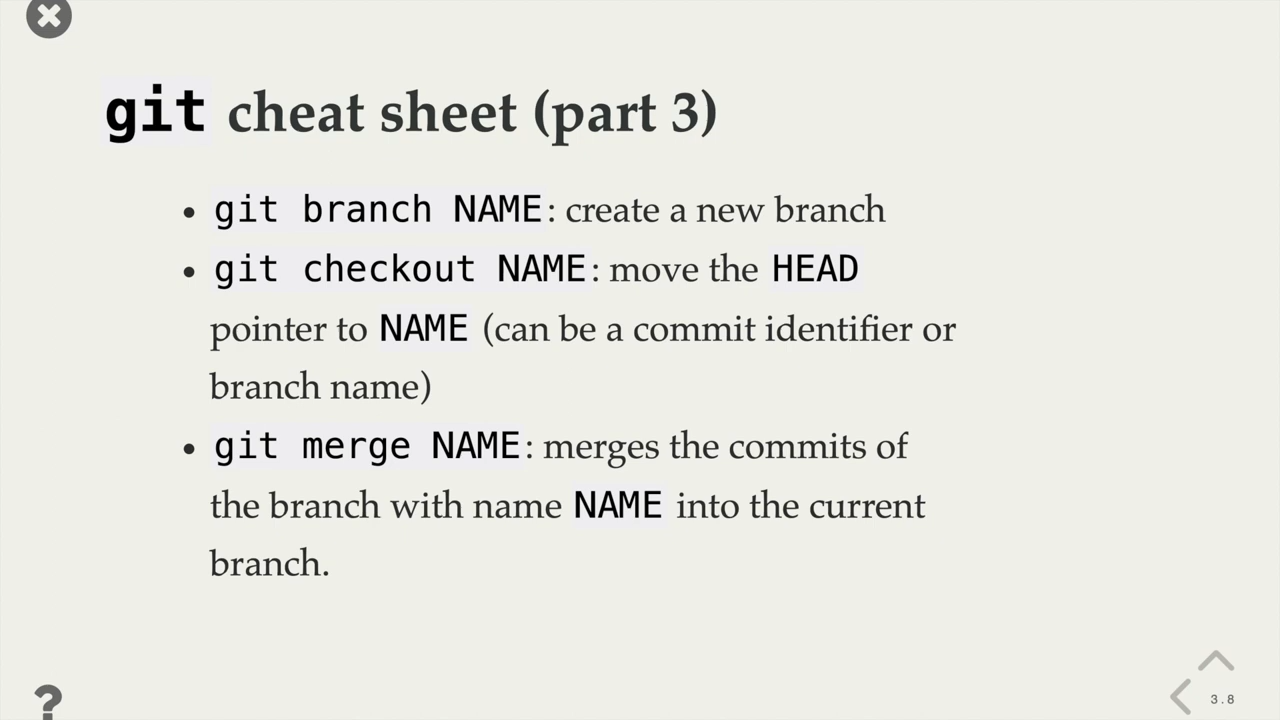 git cheat sheet (part 3)
• git branch NAME: create a new branch
• git checkout NAME: move the HEAD
pointer to NAME (can be a commit identifier or
branch name)
• git merge NAME: merges the commits of
the branch with name NAME into the current
branch.
?
3.8